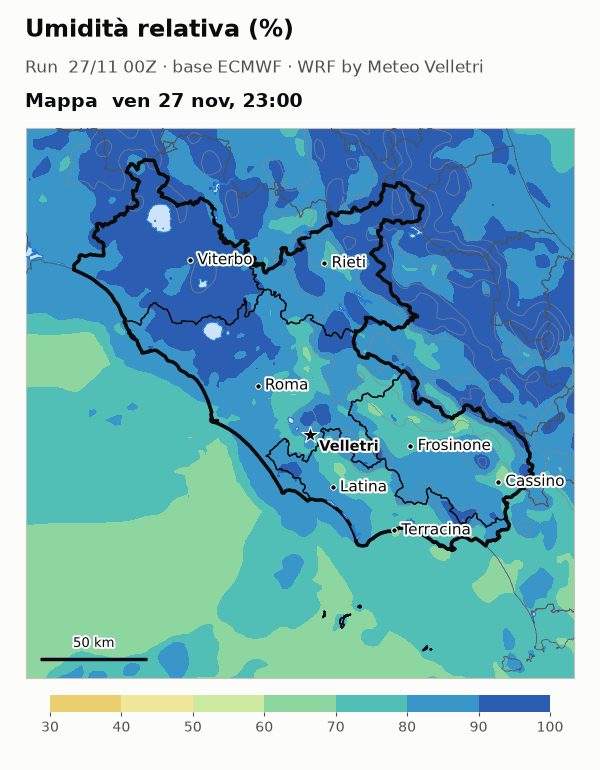 Umidità relativa (%)
Run  27/11 00Z · base ECMWF · WRF by Meteo Velletri
Mappa  ven 27 nov, 23:00
Viterbo
Rieti
Roma
Velletri
Frosinone
Latina
Cassino
Terracina
50 km
30 40 50 60 70 80 90 100